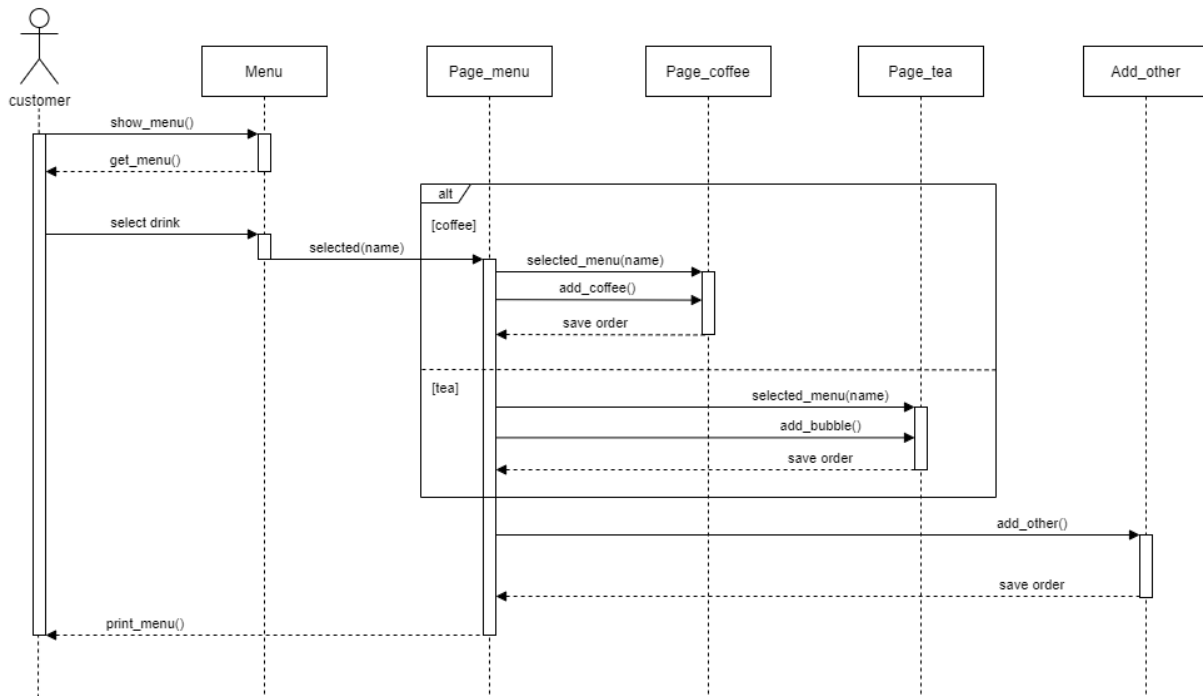 customer
Menu
Page_menu
Page_coffee
Page_tea
Add_other
show_menu()
get_menu()
alt
select drink
[coffee]
selected(name)
selected_menu(name)
add_coffee()
save order
[tea]
selected_menu(name)
add_bubble()
save order
add_other()
save order
print_menu()